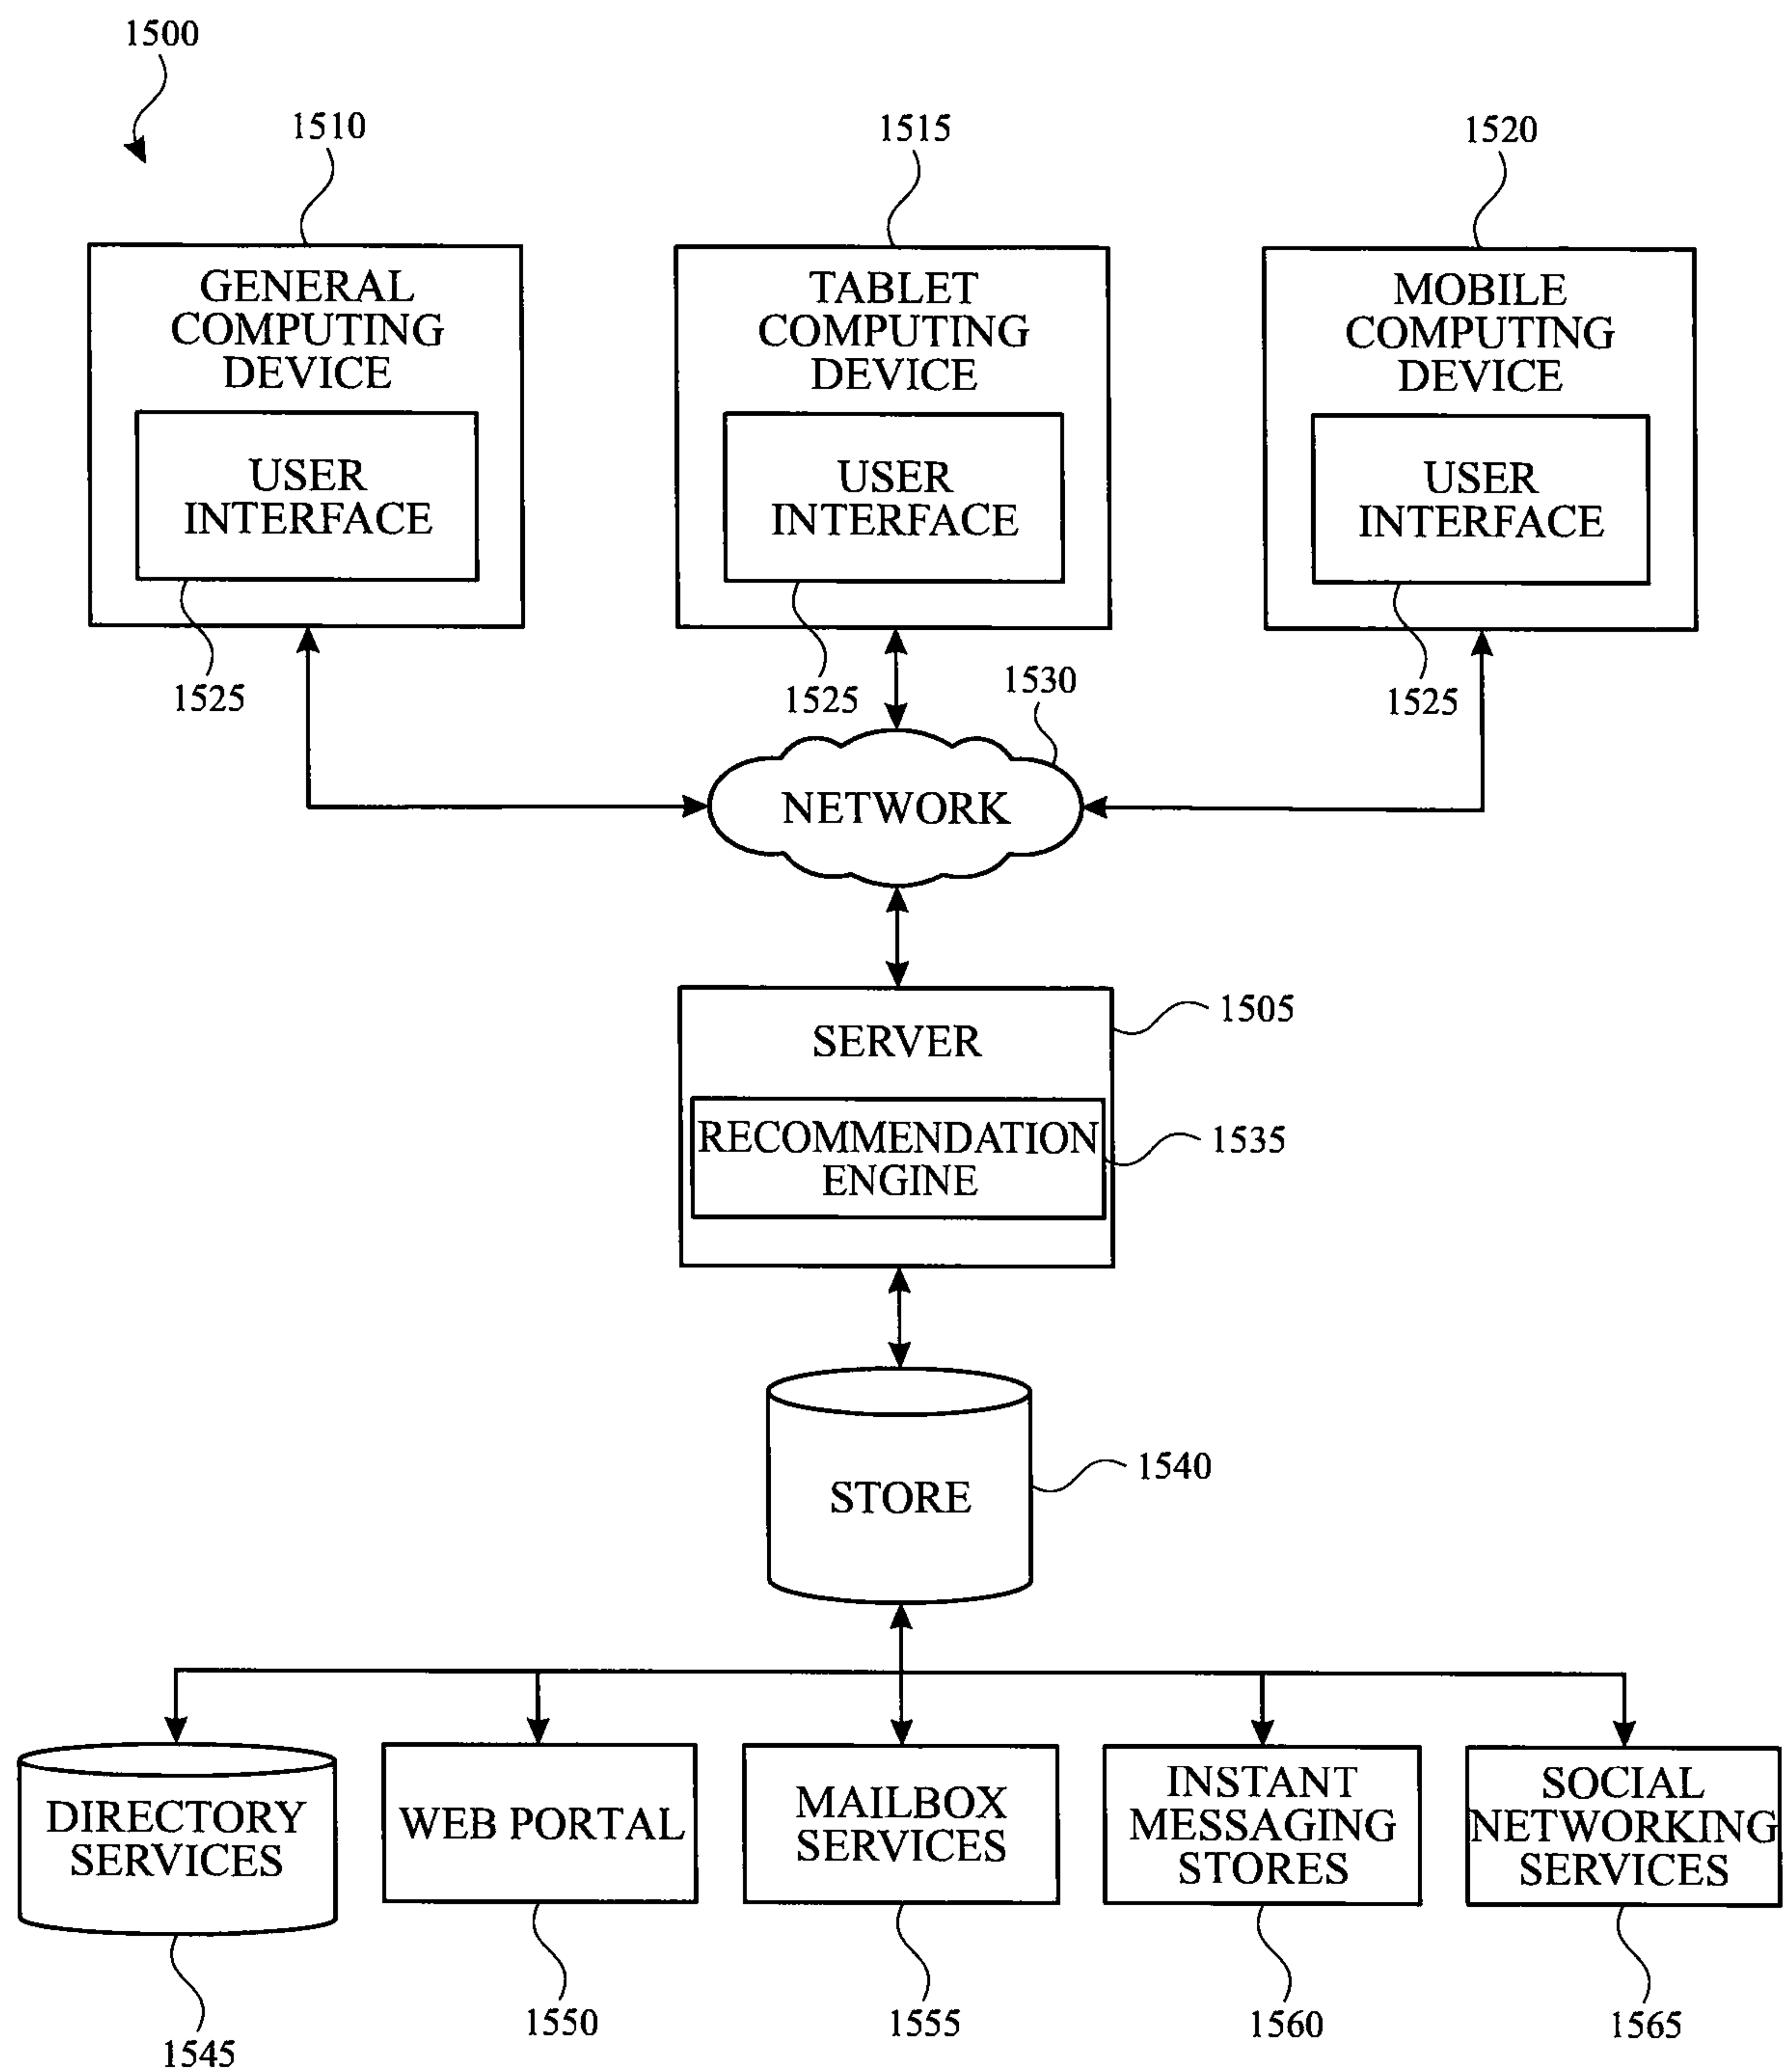 1500
1510
1515
1520
GENERAL
COMPUTING
DEVICE
USER
INTERFACE
1525
TABLET
COMPUTING
DEVICE
USER
INTERFACE
1525
MOBILE
COMPUTING
DEVICE
USER
INTERFACE
1525
1530
NETWORK
SERVER
1505
RECOMMENDATION
ENGINE
1535
STORE
1540
DIRECTORY
SERVICES
WEB PORTAL
MAILBOX
SERVICES
INSTANT
MESSAGING
STORES
SOCIAL
NETWORKING
SERVICES
1545
1550
1555
1560
1565